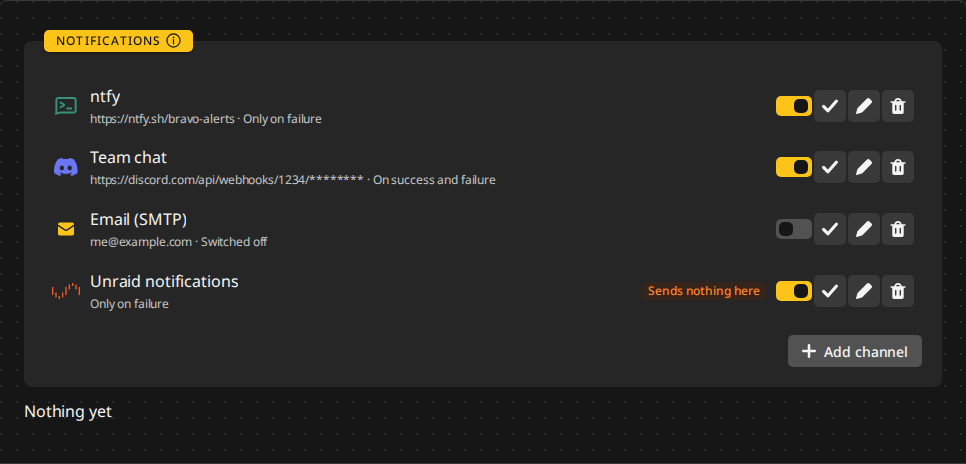 NOTIFICATIONS
ntfy
https://ntfy.sh/bravo-alerts · Only on failure
Team chat
https://discord.com/api/webhooks/1234/******** · On success and failure
Email (SMTP)
me@example.com · Switched off
Unraid notifications
Only on failure
Sends nothing here
Add channel
Nothing yet